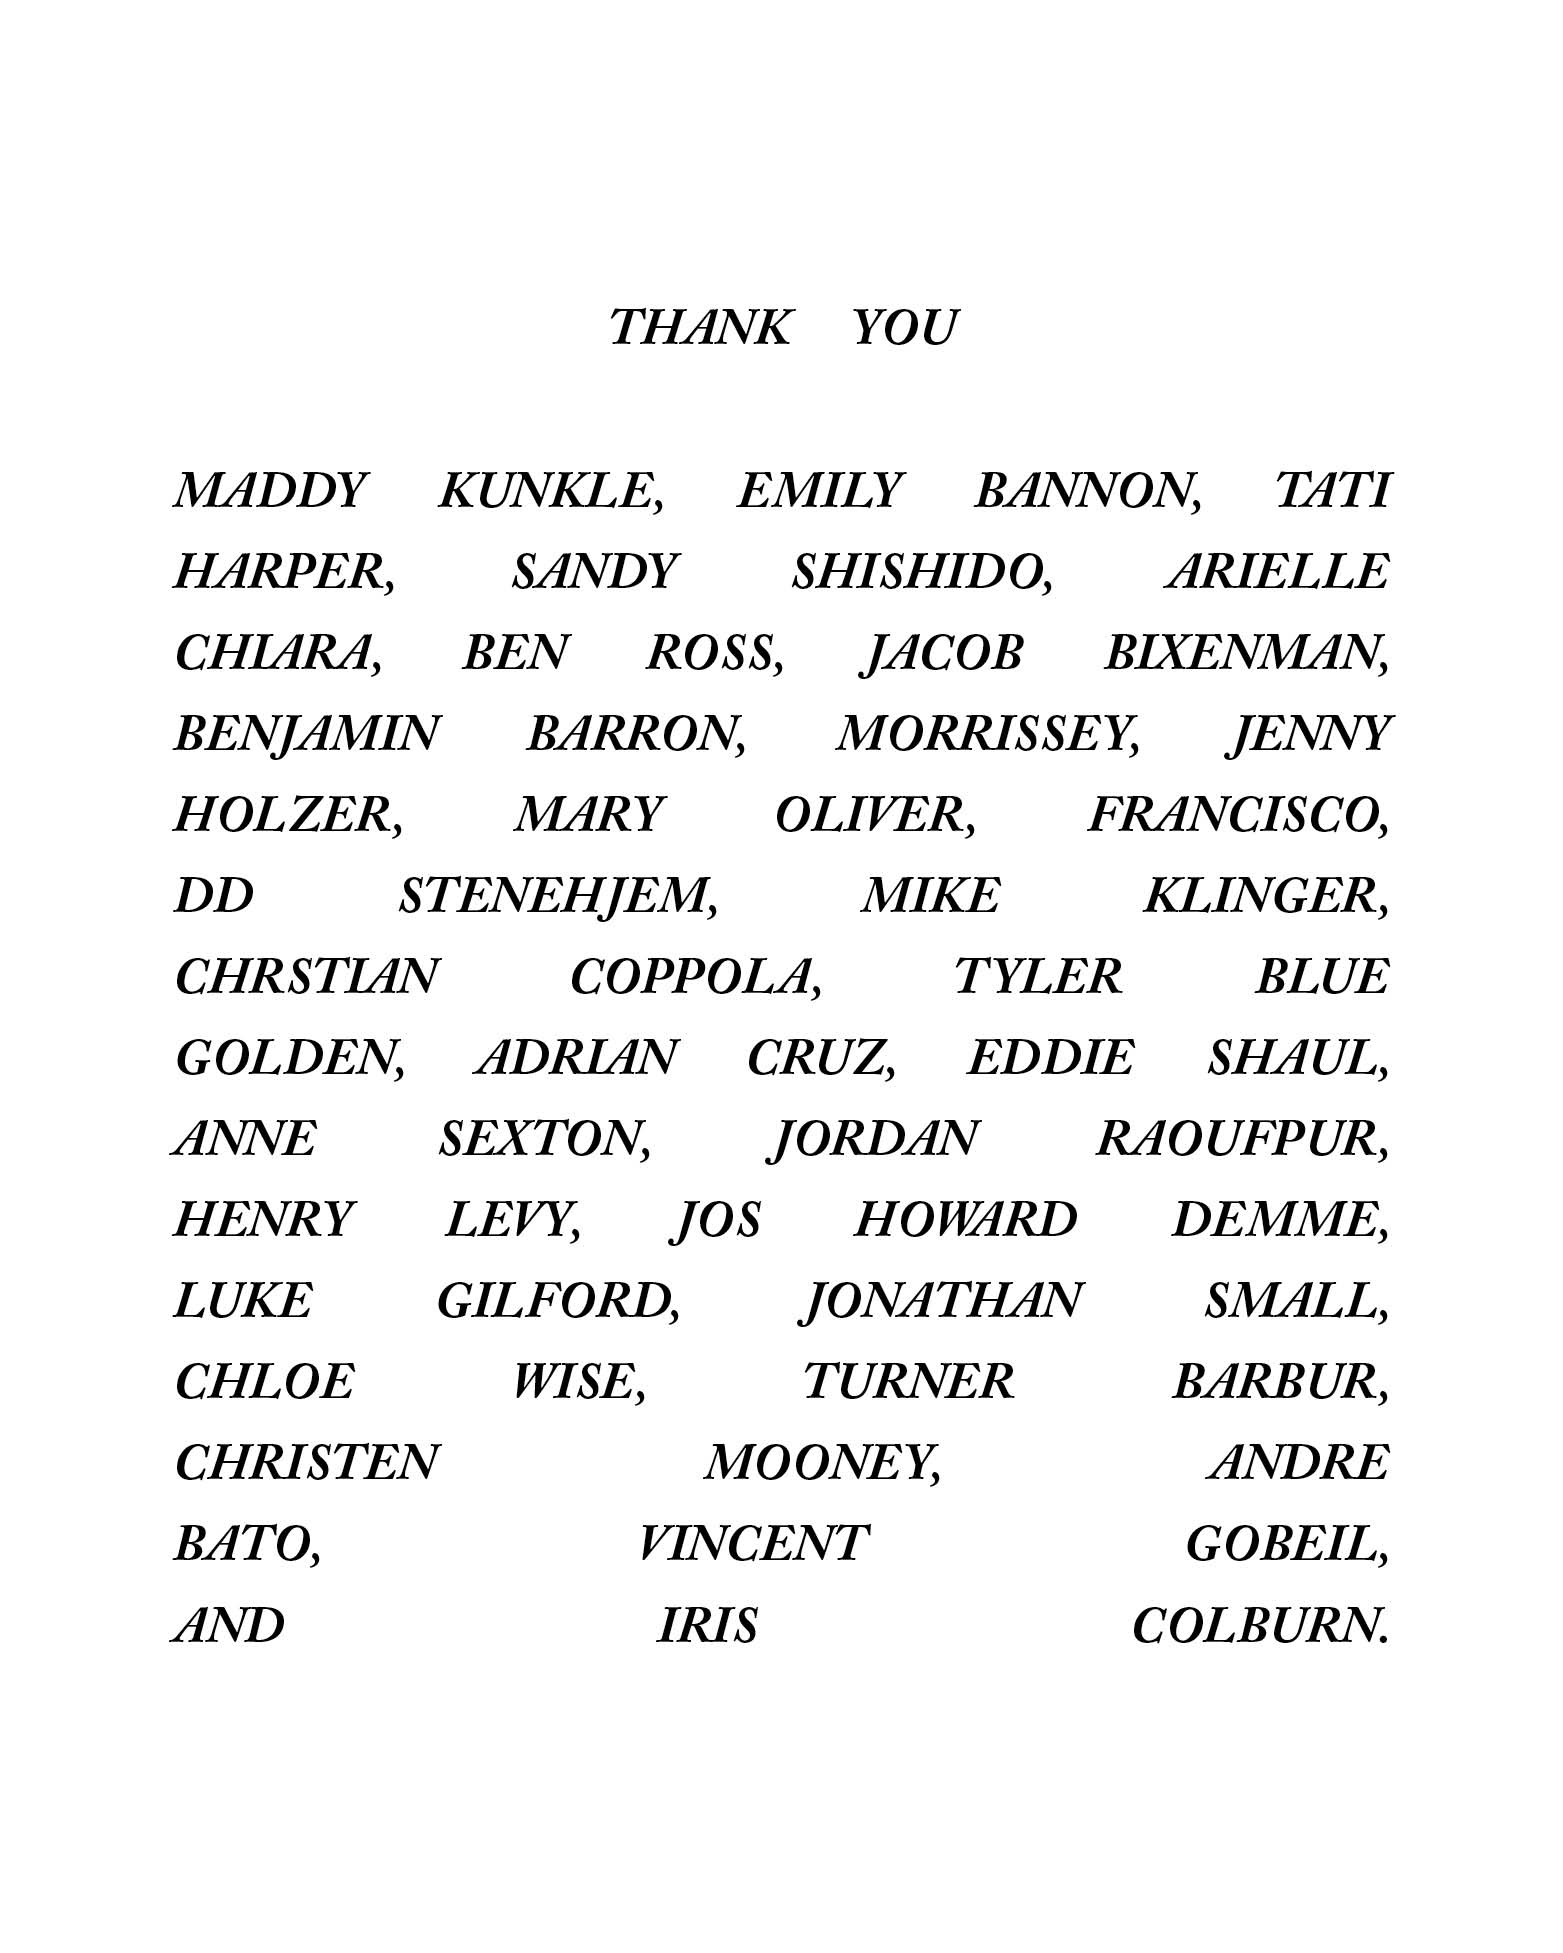 THANK YOU
MADDY KUNKLE, EMILY BANNON, TATI
HARPER, SANDY SHISHIDO, ARIELLE
CHIARA, BEN ROSS, JACOB BIXENMAN,
BENJAMIN BARRON, MORRISSEY, JENNY
HOLZER, MARY OLIVER, FRANCISCO,
DD STENEHJEM, MIKE KLINGER,
CHRSTIAN COPPOLA, TYLER BLUE
GOLDEN, ADRIAN CRUZ, EDDIE SHAUL,
ANNE SEXTON, JORDAN RAOUFPUR,
HENRY LEVY, JOS HOWARD DEMME,
LUKE GILFORD, JONATHAN SMALL,
CHLOE WISE, TURNER BARBUR,
CHRISTEN MOONEY, ANDRE
BATO, VINCENT GOBEIL,
AND IRIS COLBURN.